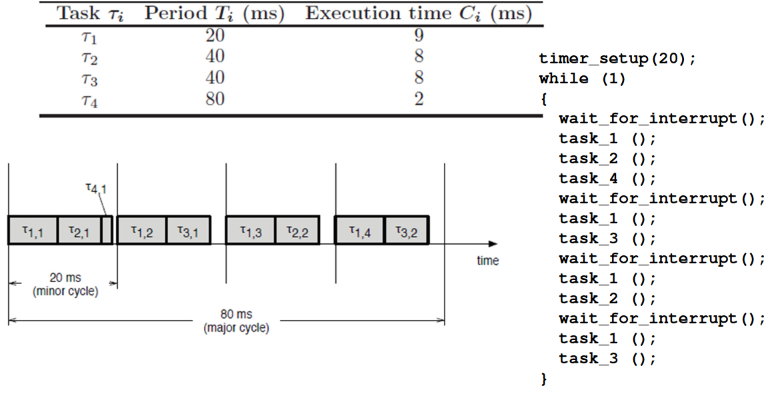 Task τi Period Ti (ms) Execution time Ci (ms)
τ1 20 9
τ2 40 8
τ3 40 8
τ4 80 2
τ4,1
τ1,1 τ2,1 τ1,2 τ3,1 τ1,3 τ2,2 τ1,4 τ3,2
time
20 ms
(minor cycle)
80 ms
(major cycle)
timer_setup(20);
while (1)
{
wait_for_interrupt();
task_1 ();
task_2 ();
task_4 ();
wait_for_interrupt();
task_1 ();
task_3 ();
wait_for_interrupt();
task_1 ();
task_2 ();
wait_for_interrupt();
task_1 ();
task_3 ();
}